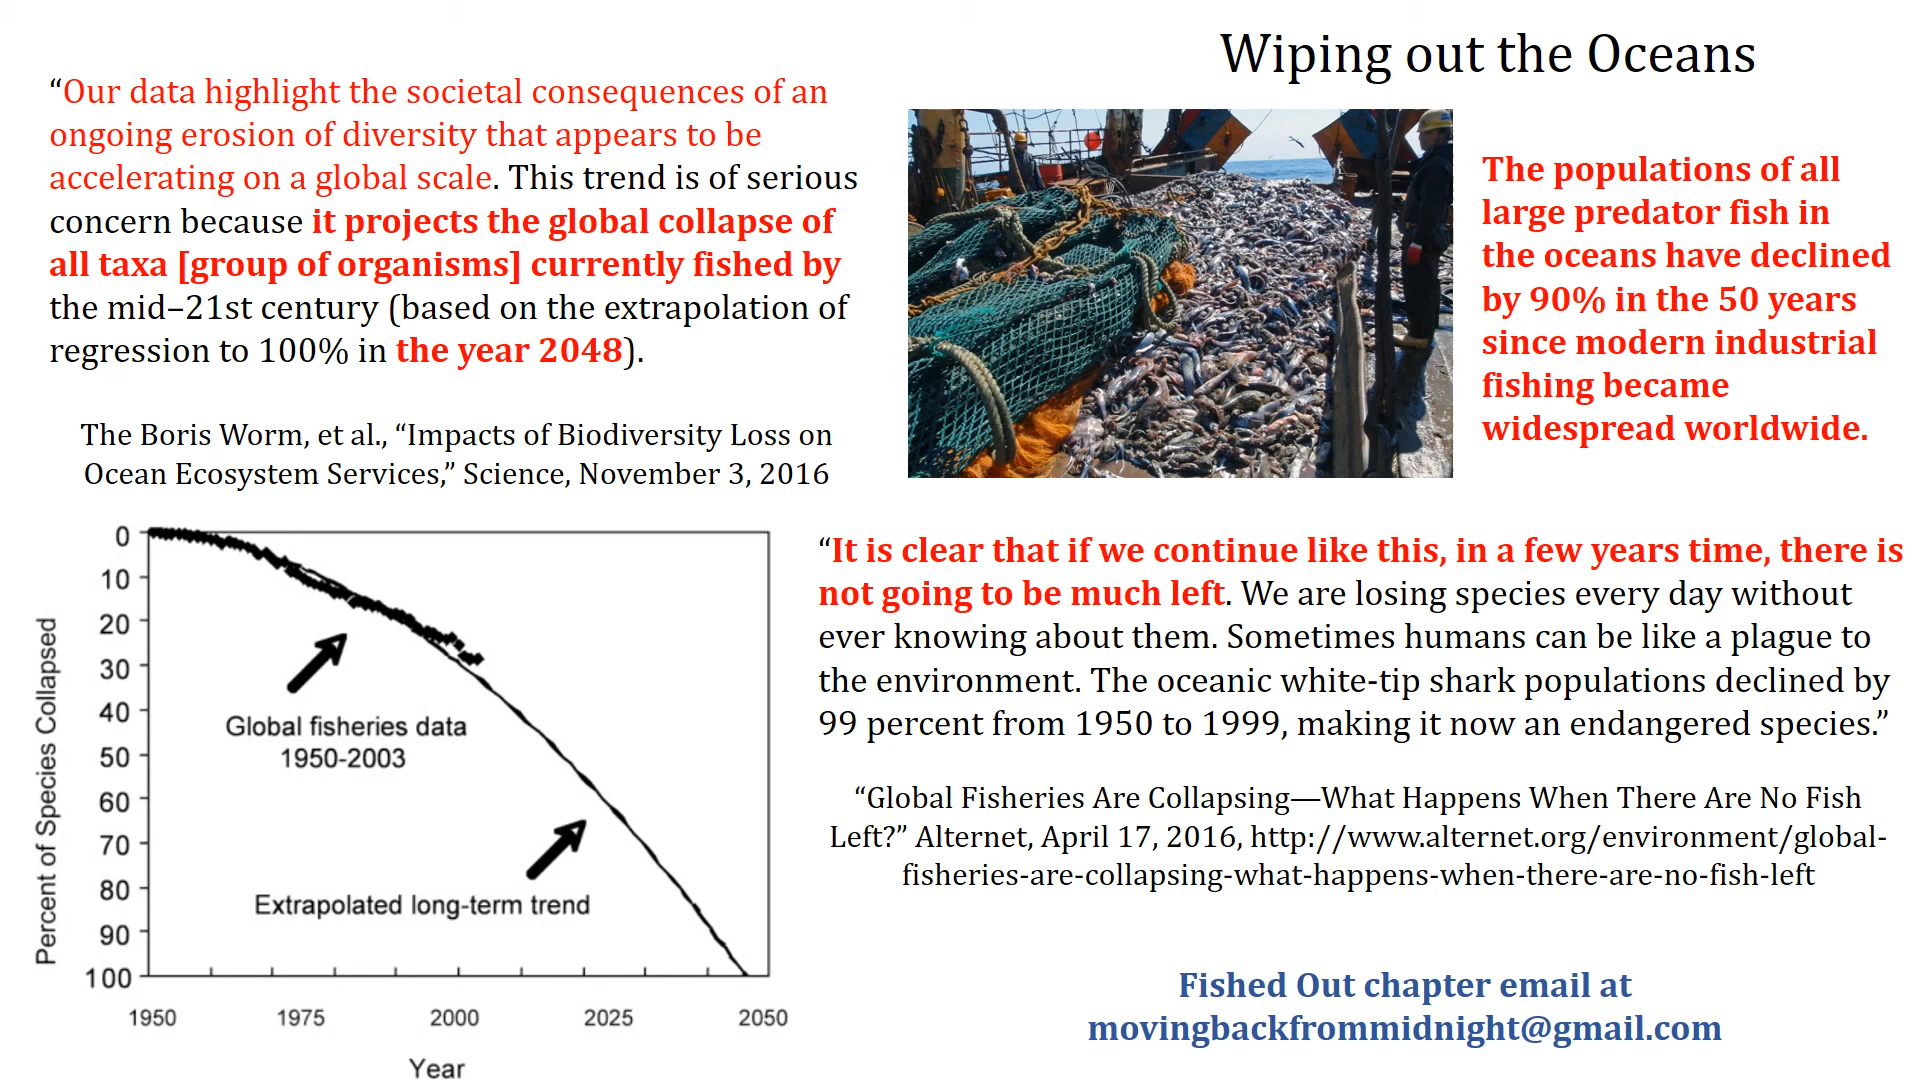 Wiping out the Oceans
“Our data highlight the societal consequences of an
ongoing erosion of diversity that appears to be
accelerating on a global scale. This trend is of serious
concern because it projects the global collapse of
all taxa [group of organisms] currently fished by
the mid–21st century (based on the extrapolation of
regression to 100% in the year 2048).
The Boris Worm, et al., “Impacts of Biodiversity Loss on
Ocean Ecosystem Services,” Science, November 3, 2016
The populations of all
large predator fish in
the oceans have declined
by 90% in the 50 years
since modern industrial
fishing became
widespread worldwide.
Percent of Species Collapsed
0
10
20
30
40
50
60
70
80
90
100
Global fisheries data
1950-2003
Extrapolated long-term trend
1950 1975 2000 2025 2050
Year
“It is clear that if we continue like this, in a few years time, there is
not going to be much left. We are losing species every day without
ever knowing about them. Sometimes humans can be like a plague to
the environment. The oceanic white-tip shark populations declined by
99 percent from 1950 to 1999, making it now an endangered species.”
“Global Fisheries Are Collapsing—What Happens When There Are No Fish
Left?” Alternet, April 17, 2016, http://www.alternet.org/environment/global-
fisheries-are-collapsing-what-happens-when-there-are-no-fish-left
Fished Out chapter email at
movingbackfrommidnight@gmail.com